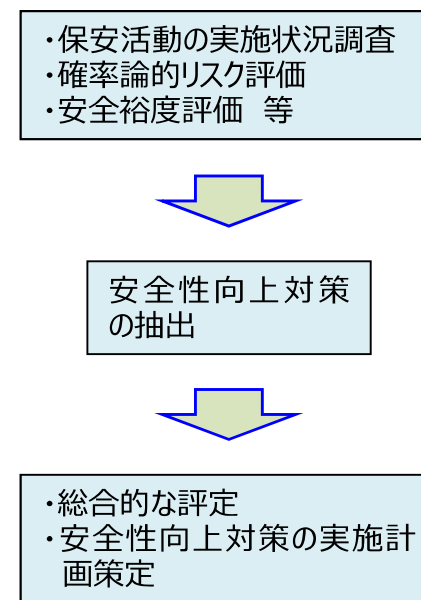 ・保安活動の実施状況調査
・確率論的リスク評価
・安全裕度評価　等
安全性向上対策
の抽出
・総合的な評定
・安全性向上対策の実施計
画策定